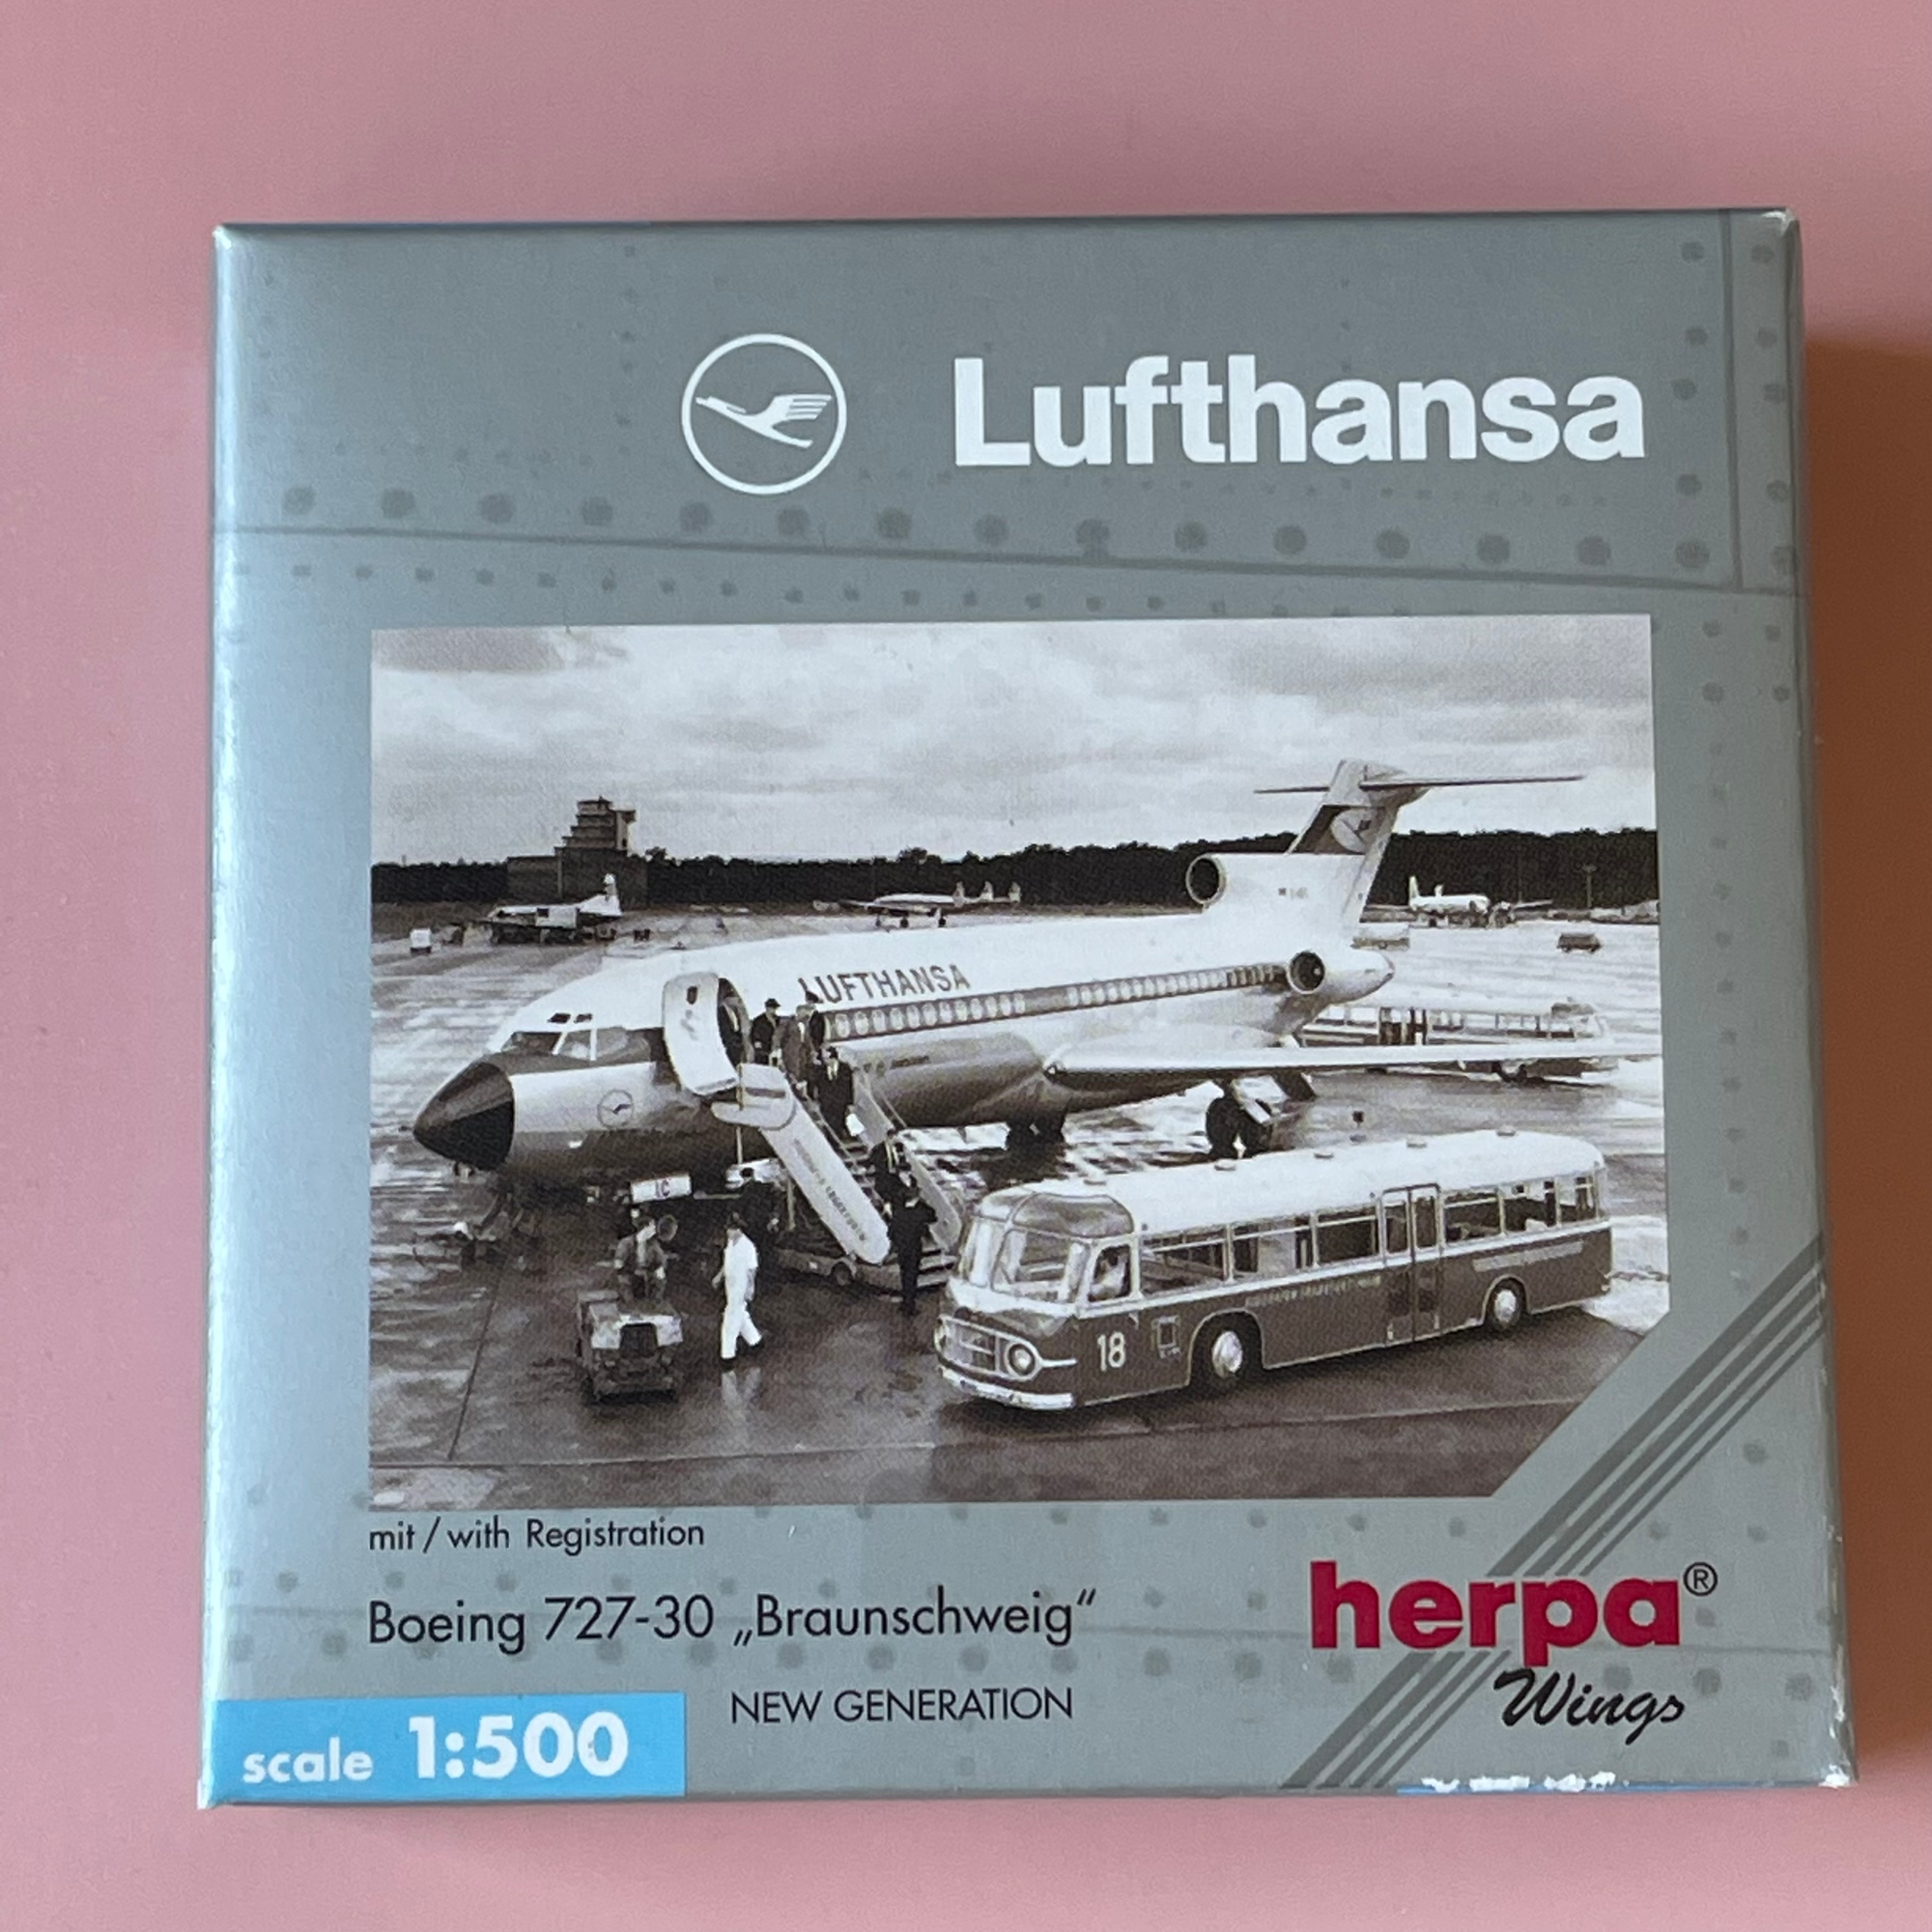 Lufthansa
LUFTHANSA
18
mit / with Registration
Boeing 727-30 „Braunschweig“
herpa®
Wings
NEW GENERATION
scale 1:500